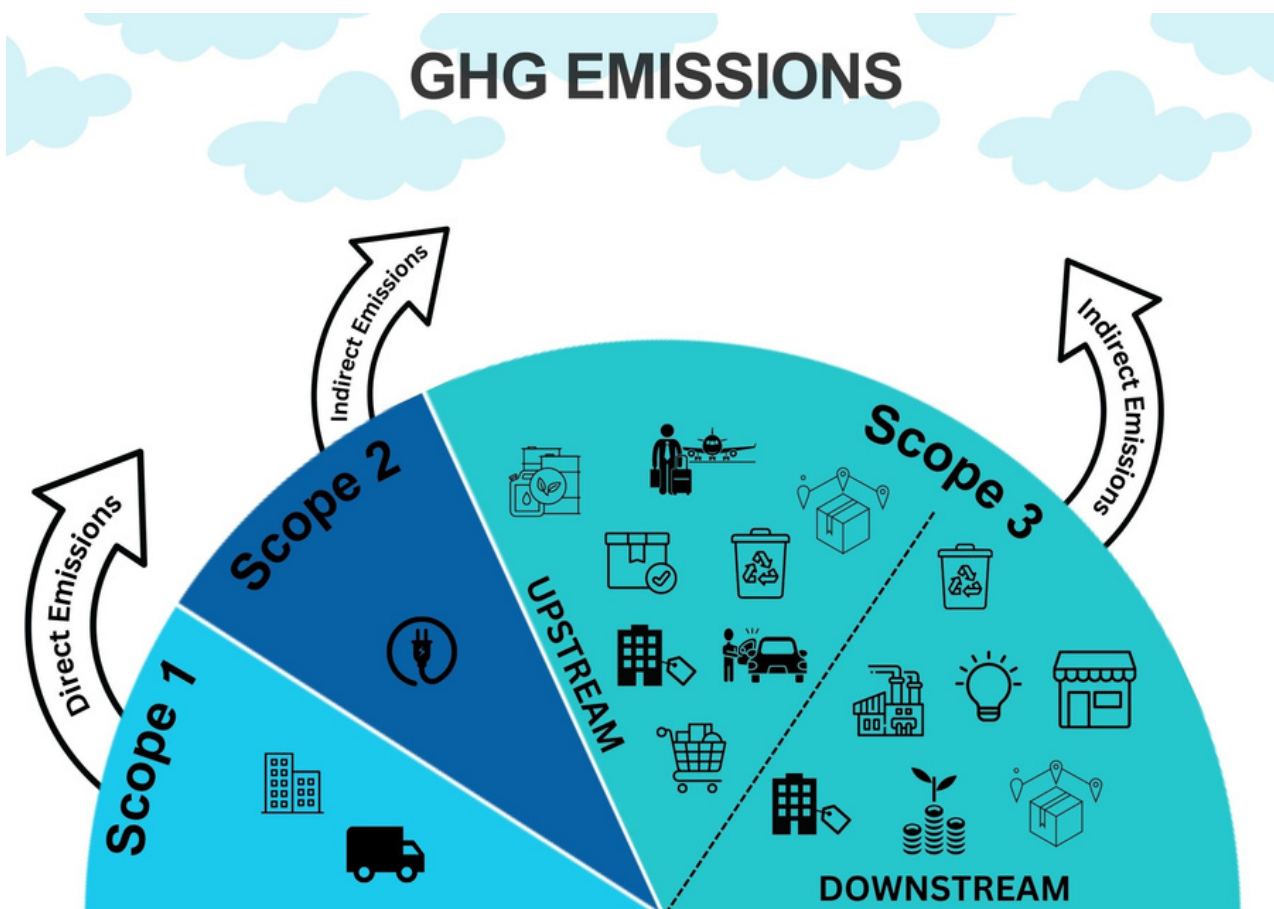 GHG EMISSIONS
Direct Emissions
Scope 1
Indirect Emissions
Scope 2
Indirect Emissions
Scope 3
UPSTREAM
DOWNSTREAM